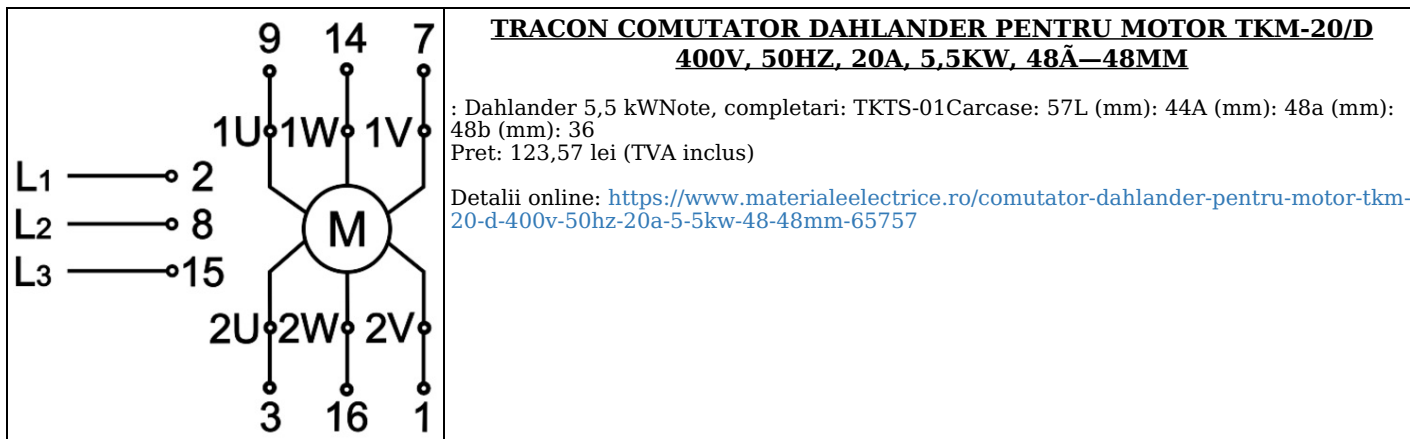 9 14 7
1U 1W 1V
L1 2
L2 8
L3 15
M
2U 2W 2V
3 16 1
TRACON COMUTATOR DAHLANDER PENTRU MOTOR TKM-20/D
400V, 50HZ, 20A, 5,5KW, 48Ã—48MM
: Dahlander 5,5 kWNote, completari: TKTS-01Carcase: 57L (mm): 44A (mm): 48a (mm):
48b (mm): 36
Pret: 123,57 lei (TVA inclus)
Detalii online: https://www.materialeelectrice.ro/comutator-dahlander-pentru-motor-tkm-
20-d-400v-50hz-20a-5-5kw-48-48mm-65757